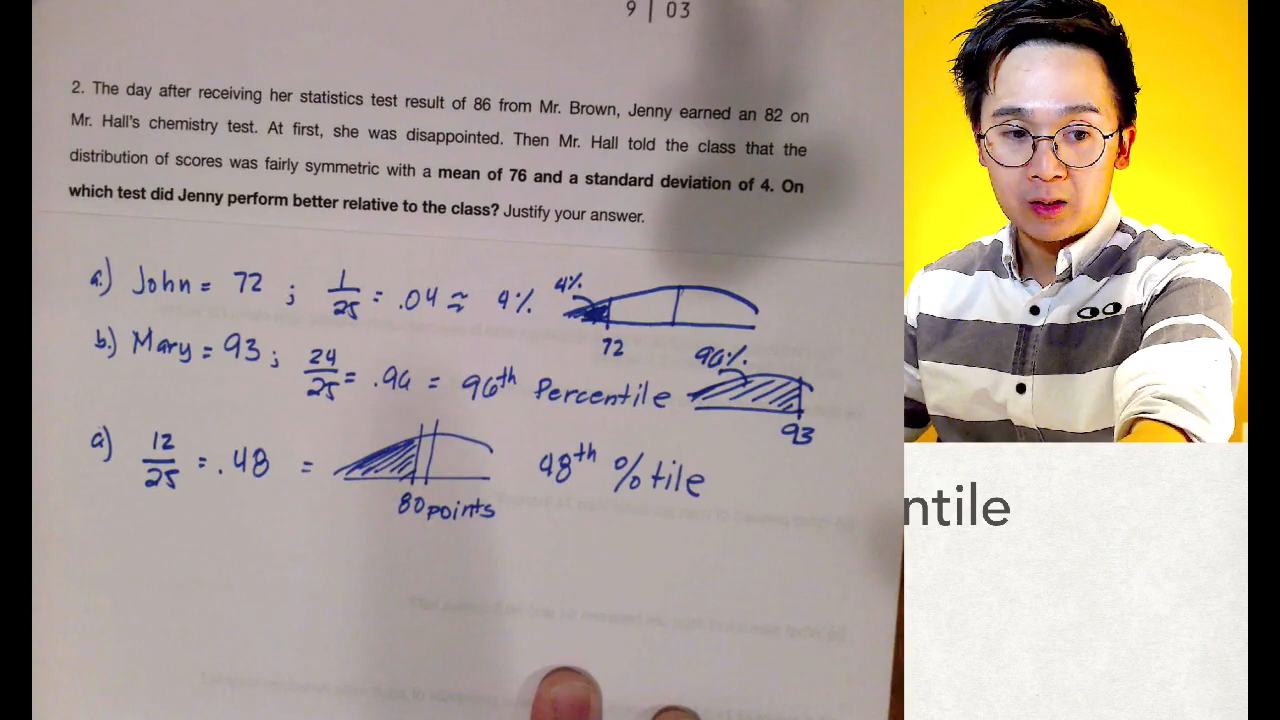 9 | 03
2. The day after receiving her statistics test result of 86 from Mr. Brown, Jenny earned an 82 on
Mr. Hall's chemistry test. At first, she was disappointed. Then Mr. Hall told the class that the
distribution of scores was fairly symmetric with a mean of 76 and a standard deviation of 4. On
which test did Jenny perform better relative to the class? Justify your answer.
a.) John = 72 ; 1/25 = .04 ≈ 4% 4%
72
b.) Mary = 93 ; 24/25 = .96 = 96th Percentile 96%
93
a) 12/25 = .48 = 48th %tile
80 points
ntile